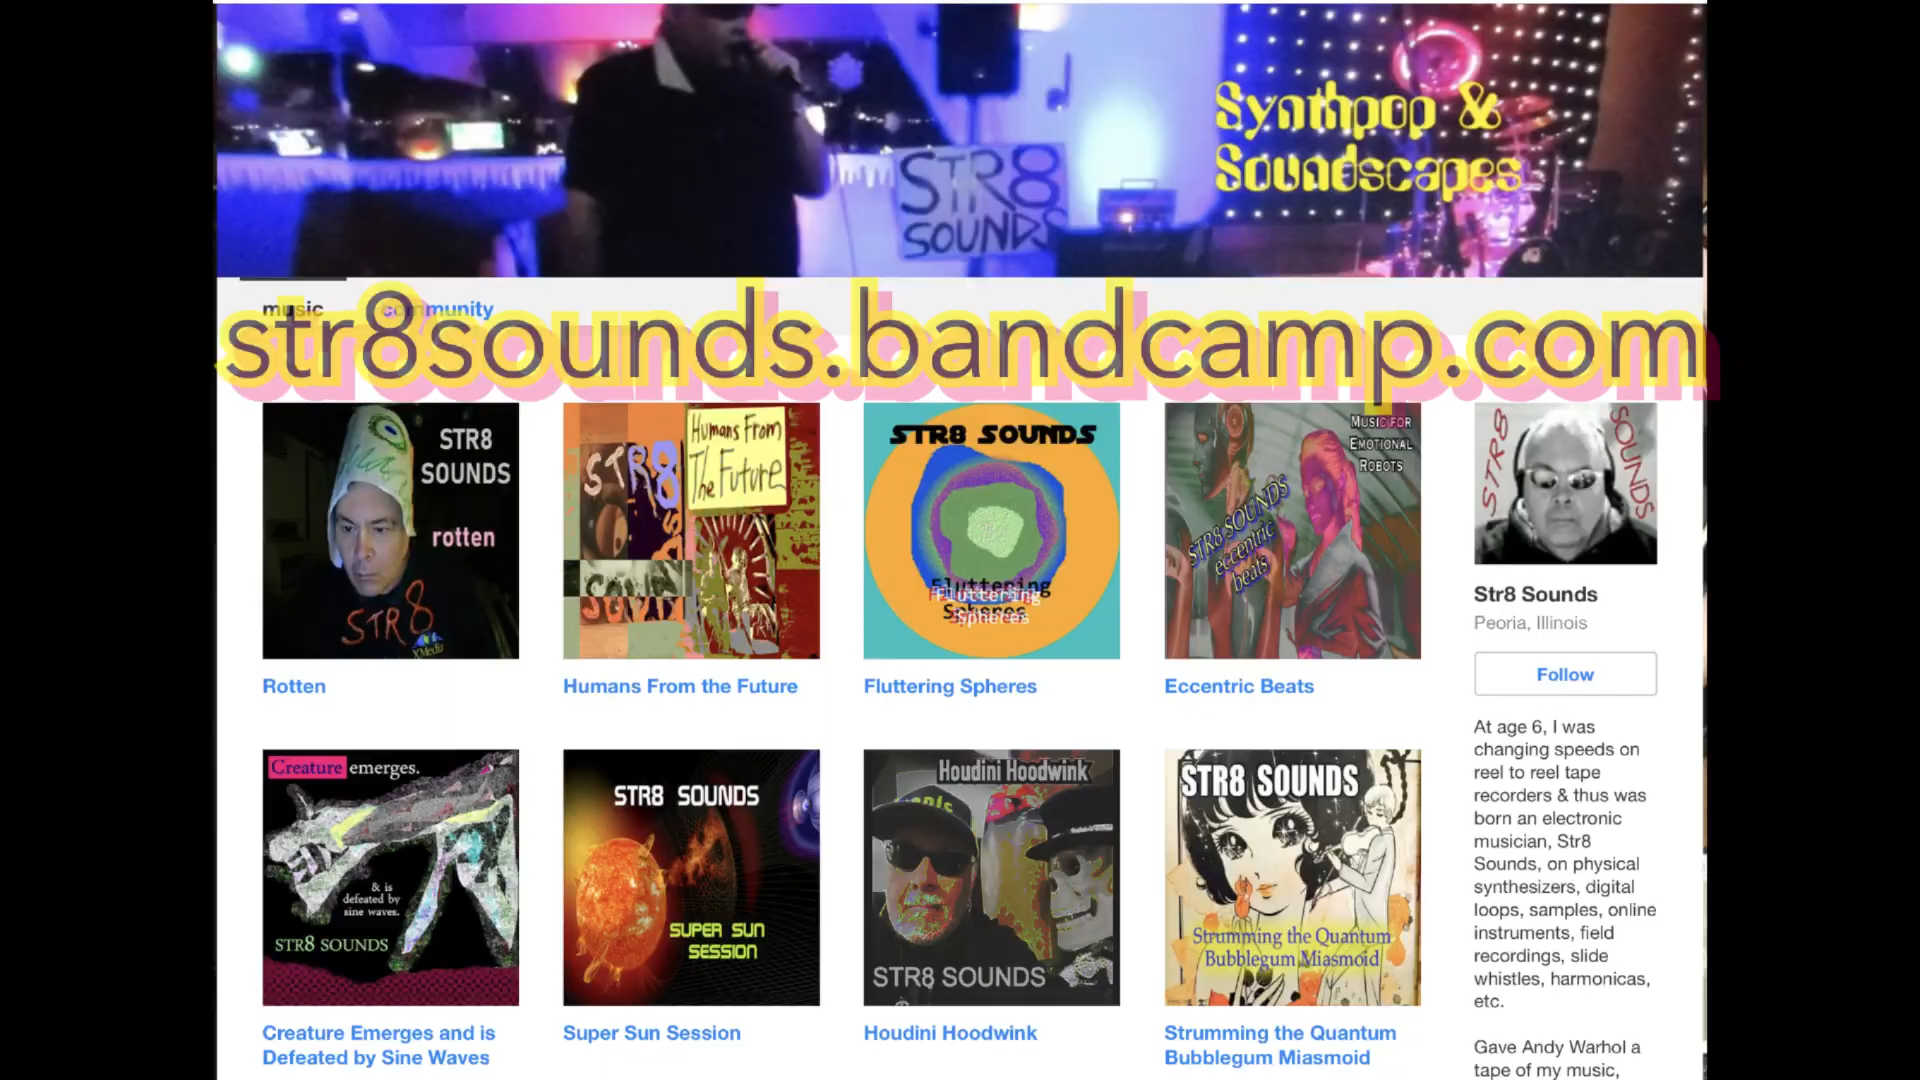 Synthpop &
Soundscapes
STR8
SOUNDS
music
community
str8sounds.bandcamp.com
STR8
SOUNDS
rotten
STR8
XMedia
Rotten
Humans From
The Future
STR8
Humans From the Future
STR8 SOUNDS
Fluttering
Spheres
Fluttering
Spheres
Fluttering Spheres
MUSIC FOR
EMOTIONAL
ROBOTS
STR8 SOUNDS
eccentric
beats
Eccentric Beats
Creature emerges.
& is
defeated by
sine waves.
STR8 SOUNDS
Creature Emerges and is
Defeated by Sine Waves
STR8 SOUNDS
SUPER SUN
SESSION
Super Sun Session
Houdini Hoodwink
STR8 SOUNDS
Houdini Hoodwink
STR8 SOUNDS
Strumming the Quantum
Bubblegum Miasmoid
Strumming the Quantum
Bubblegum Miasmoid
STR8
SOUNDS
Str8 Sounds
Peoria, Illinois
Follow
At age 6, I was
changing speeds on
reel to reel tape
recorders & thus was
born an electronic
musician, Str8
Sounds, on physical
synthesizers, digital
loops, samples, online
instruments, field
recordings, slide
whistles, harmonicas,
etc.
Gave Andy Warhol a
tape of my music,